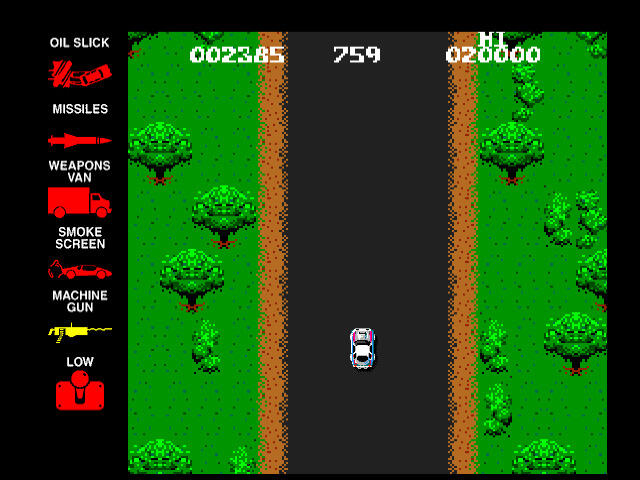 OIL SLICK
MISSILES
WEAPONS
VAN
SMOKE
SCREEN
MACHINE
GUN
LOW
HI
002385 759 020000